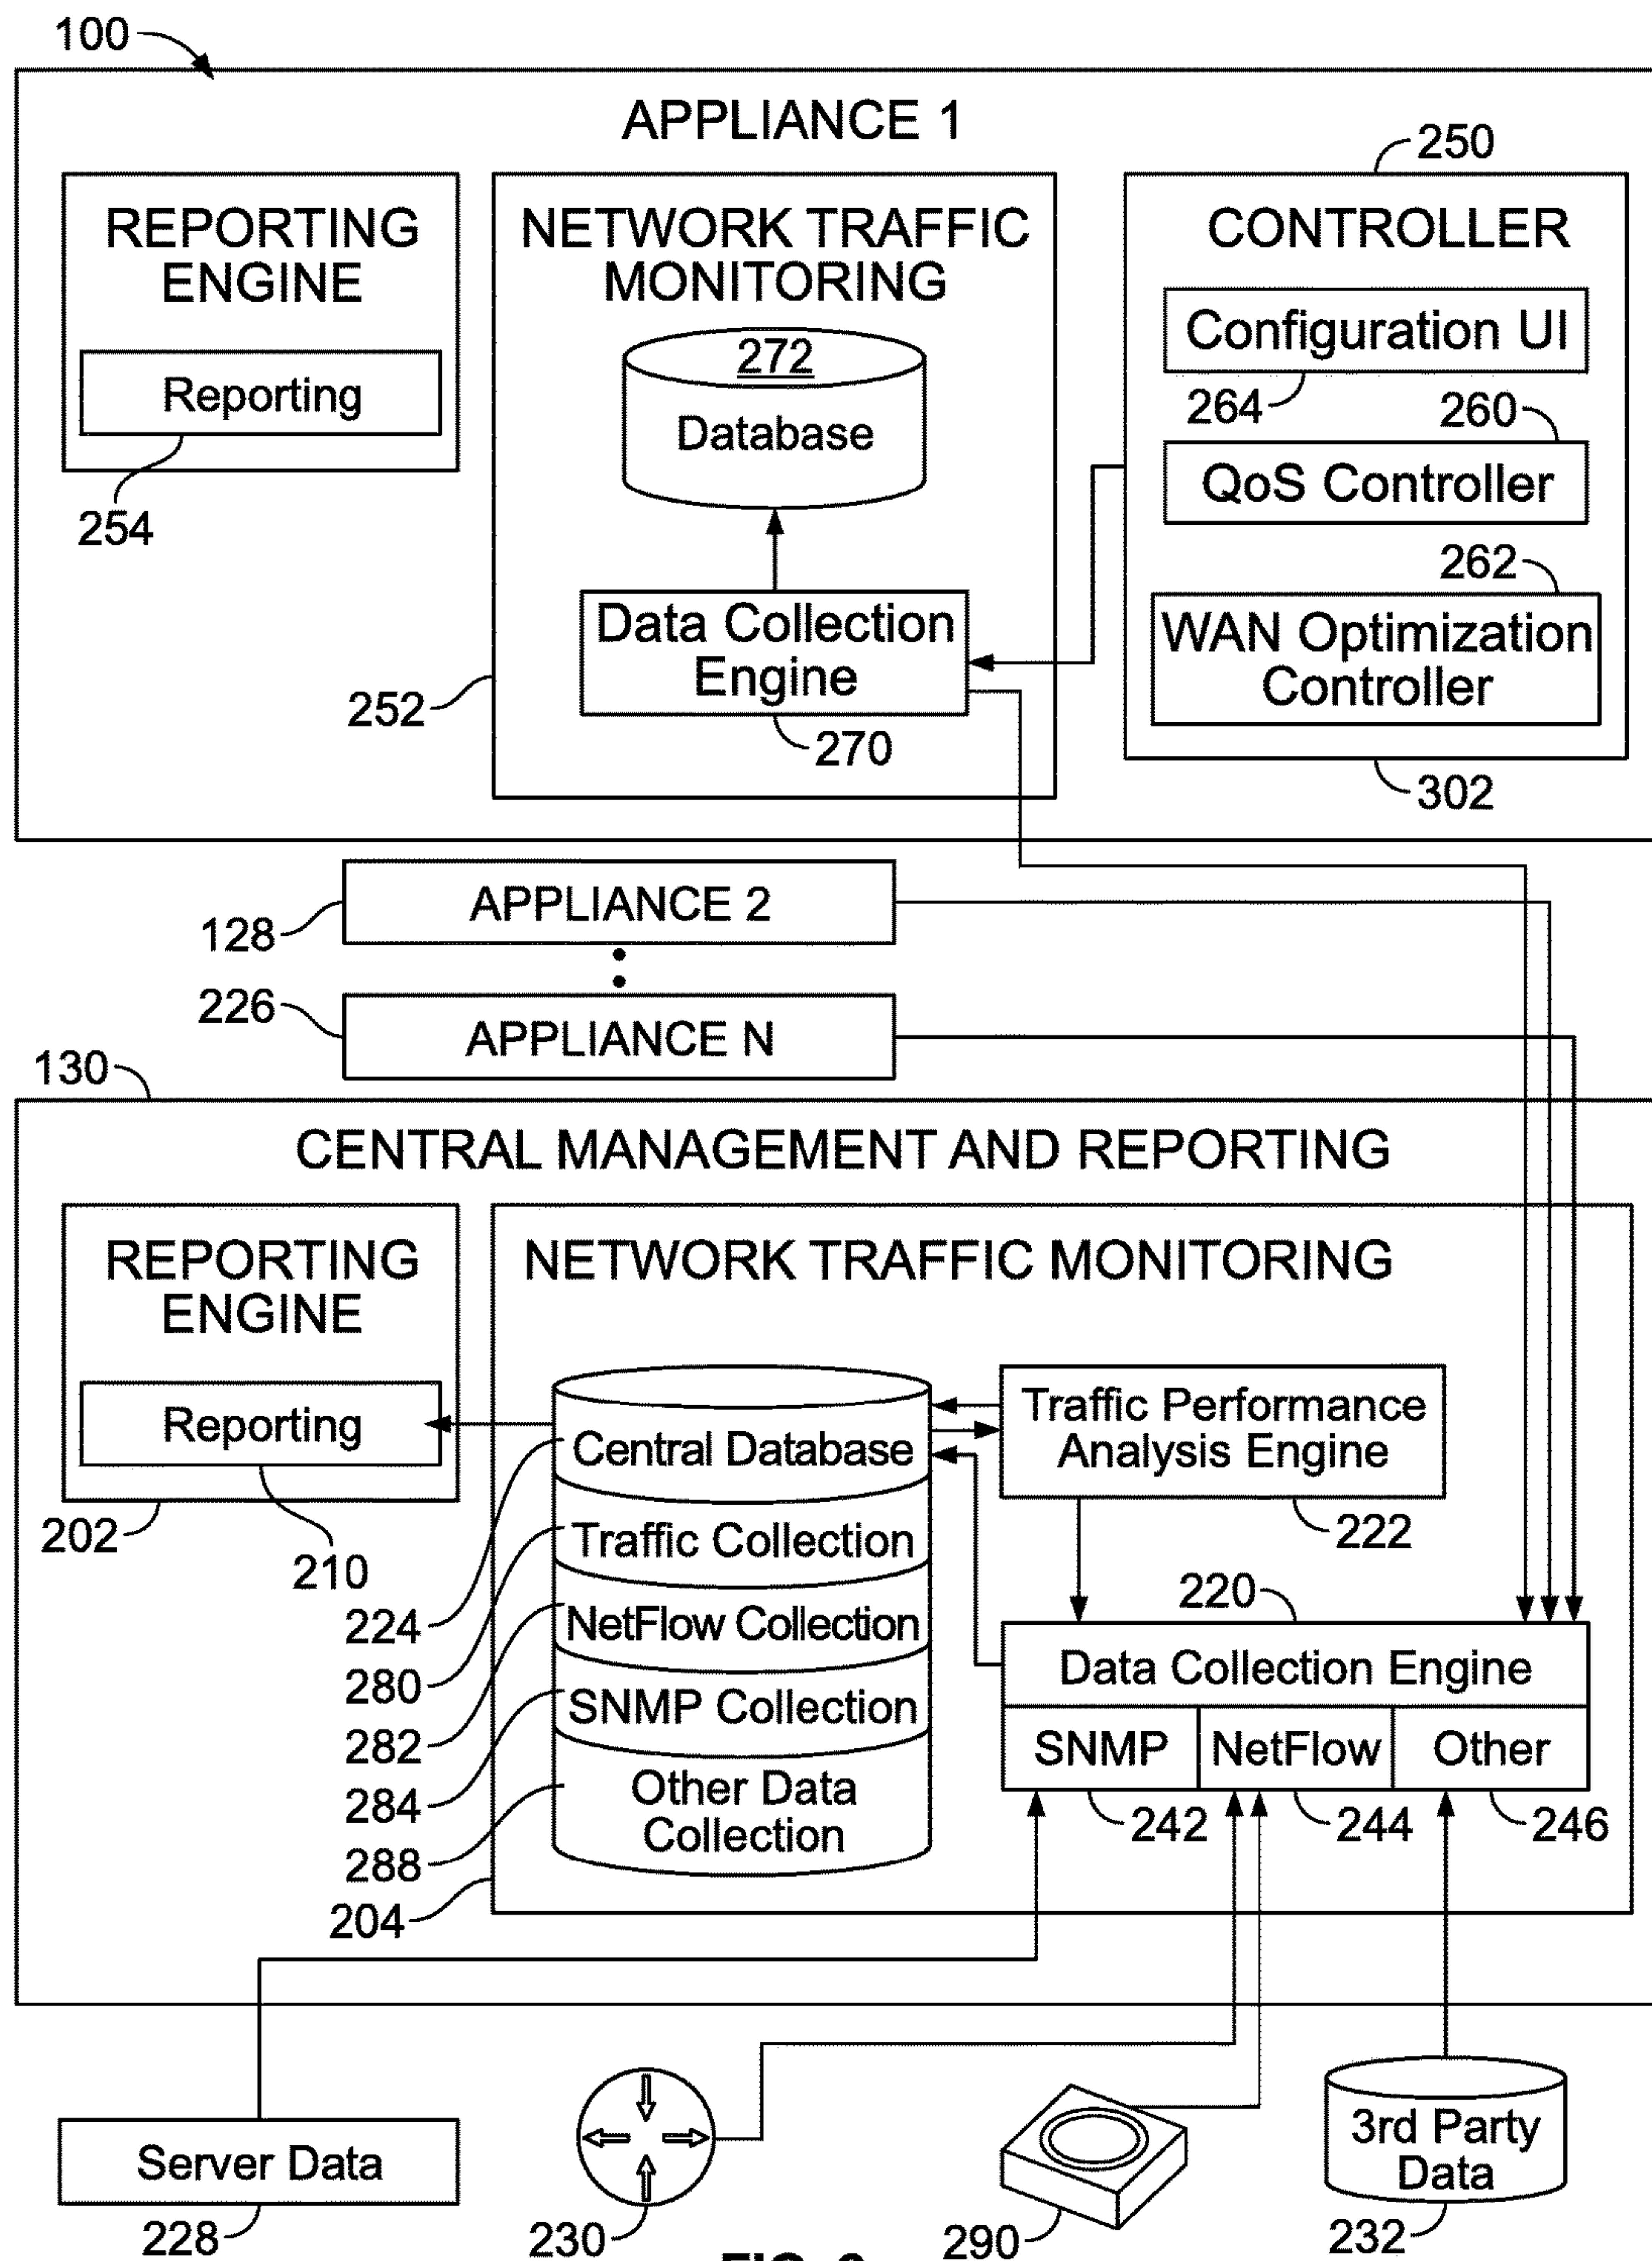 100
APPLIANCE 1
250
REPORTING
ENGINE
Reporting
254
NETWORK TRAFFIC
MONITORING
272
Database
Data Collection
Engine
252
270
CONTROLLER
Configuration UI
264
260
QoS Controller
262
WAN Optimization
Controller
302
APPLIANCE 2
128
226
APPLIANCE N
130
CENTRAL MANAGEMENT AND REPORTING
REPORTING
ENGINE
Reporting
202
210
NETWORK TRAFFIC MONITORING
Central Database
Traffic Collection
NetFlow Collection
SNMP Collection
Other Data
Collection
224
280
282
284
288
204
Traffic Performance
Analysis Engine
222
220
Data Collection Engine
SNMP
NetFlow
Other
242
244
246
Server Data
228
230
290
3rd Party
Data
232